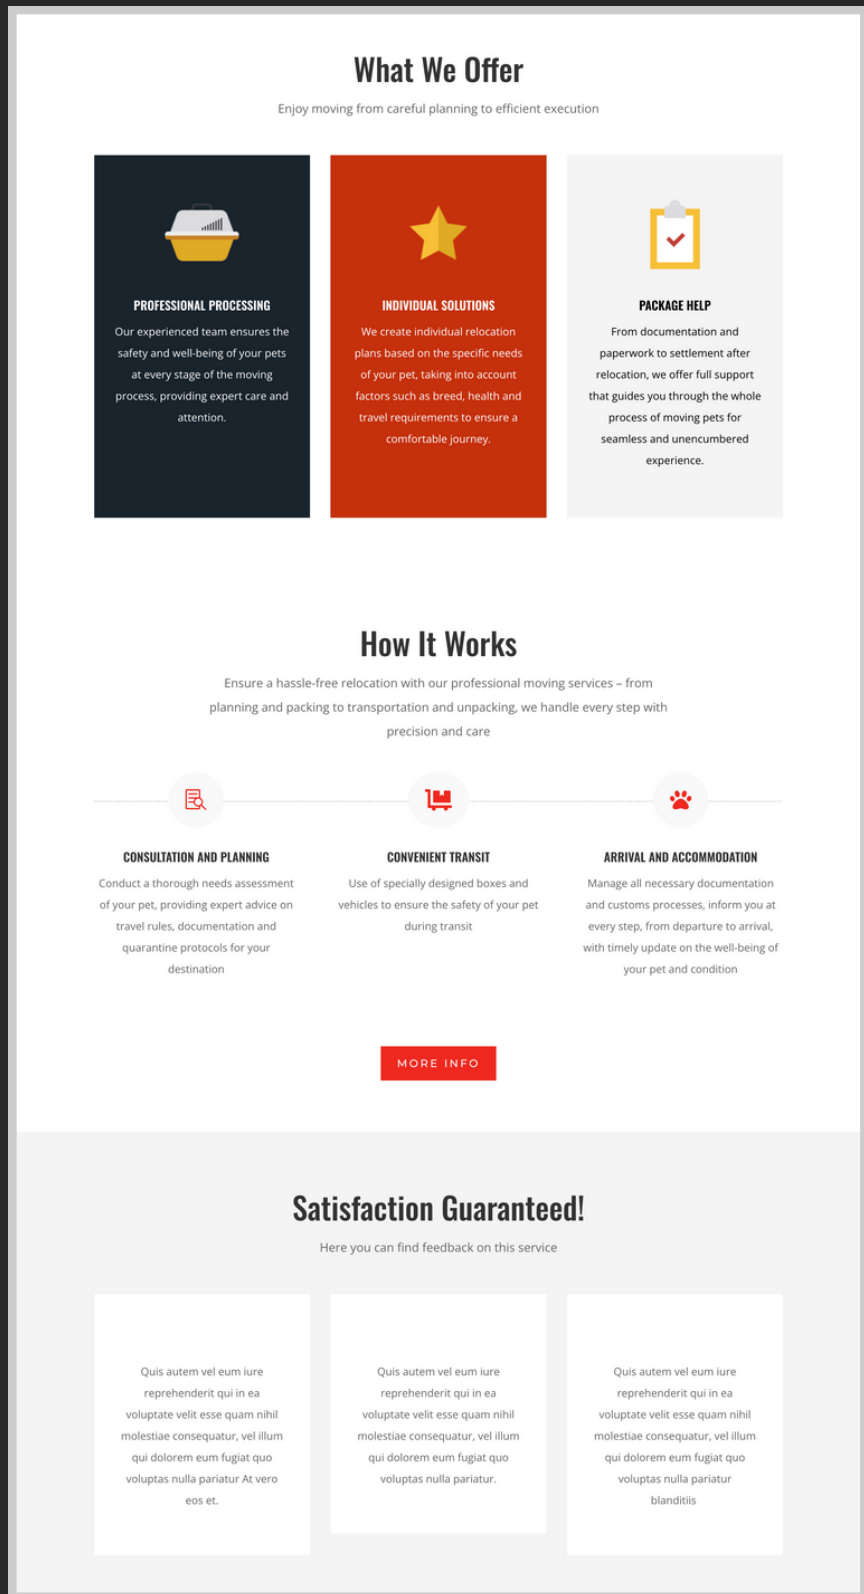 What We Offer
Enjoy moving from careful planning to efficient execution
PROFESSIONAL PROCESSING
Our experienced team ensures the
safety and well-being of your pets
at every stage of the moving
process, providing expert care and
attention.
INDIVIDUAL SOLUTIONS
We create individual relocation
plans based on the specific needs
of your pet, taking into account
factors such as breed, health and
travel requirements to ensure a
comfortable journey.
PACKAGE HELP
From documentation and
paperwork to settlement after
relocation, we offer full support
that guides you through the whole
process of moving pets for
seamless and unencumbered
experience.
How It Works
Ensure a hassle-free relocation with our professional moving services – from
planning and packing to transportation and unpacking, we handle every step with
precision and care
CONSULTATION AND PLANNING
Conduct a thorough needs assessment
of your pet, providing expert advice on
travel rules, documentation and
quarantine protocols for your
destination
CONVENIENT TRANSIT
Use of specially designed boxes and
vehicles to ensure the safety of your pet
during transit
ARRIVAL AND ACCOMMODATION
Manage all necessary documentation
and customs processes, inform you at
every step, from departure to arrival,
with timely update on the well-being of
your pet and condition
MORE INFO
Satisfaction Guaranteed!
Here you can find feedback on this service
Quis autem vel eum iure
reprehenderit qui in ea
voluptate velit esse quam nihil
molestiae consequatur, vel illum
qui dolorem eum fugiat quo
voluptas nulla pariatur At vero
eos et.
Quis autem vel eum iure
reprehenderit qui in ea
voluptate velit esse quam nihil
molestiae consequatur, vel illum
qui dolorem eum fugiat quo
voluptas nulla pariatur.
Quis autem vel eum iure
reprehenderit qui in ea
voluptate velit esse quam nihil
molestiae consequatur, vel illum
qui dolorem eum fugiat quo
voluptas nulla pariatur
blanditiis